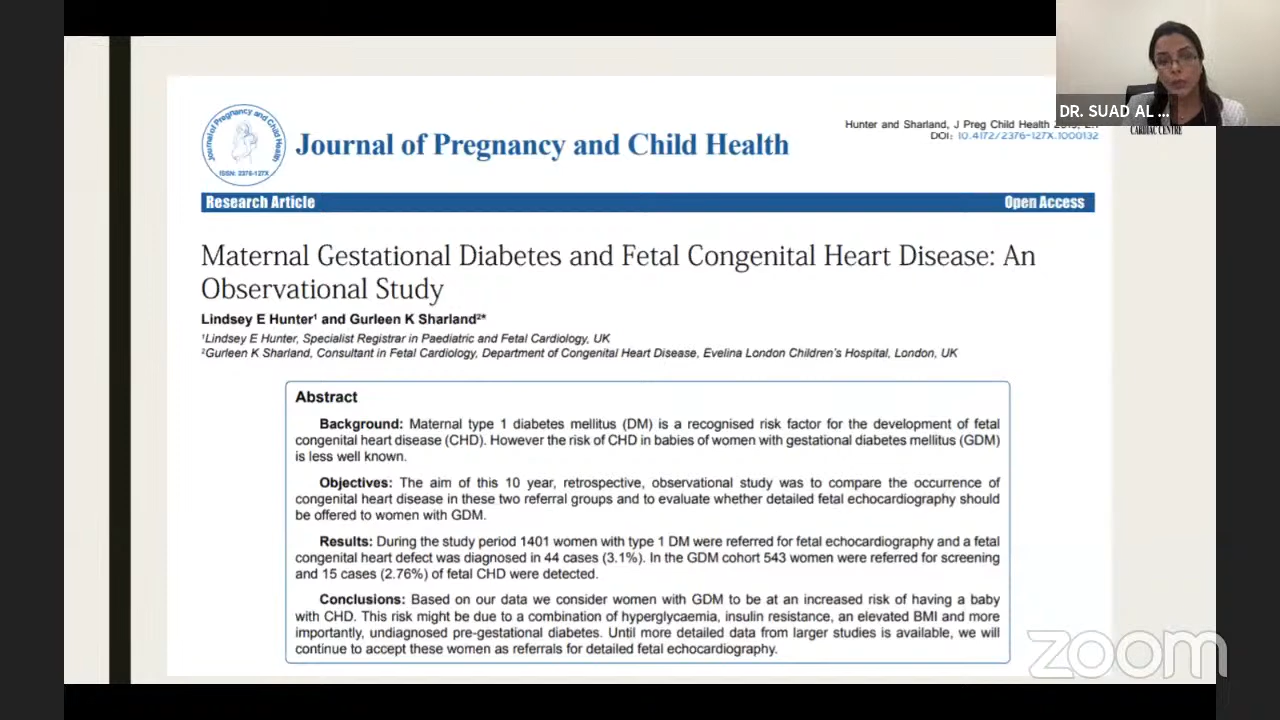 DR. SUAD AL ...
CARDIAC CENTRE
Journal of Pregnancy and Child Health
ISSN: 2376-127X
Journal of Pregnancy and Child Health
Hunter and Sharland, J Preg Child Health
DOI: 10.4172/2376-127X.1000132
Research Article
Open Access
Maternal Gestational Diabetes and Fetal Congenital Heart Disease: An
Observational Study
Lindsey E Hunter¹ and Gurleen K Sharland²*
¹Lindsey E Hunter, Specialist Registrar in Paediatric and Fetal Cardiology, UK
²Gurleen K Sharland, Consultant in Fetal Cardiology, Department of Congenital Heart Disease, Evelina London Children's Hospital, London, UK
Abstract
Background: Maternal type 1 diabetes mellitus (DM) is a recognised risk factor for the development of fetal
congenital heart disease (CHD). However the risk of CHD in babies of women with gestational diabetes mellitus (GDM)
is less well known.
Objectives: The aim of this 10 year, retrospective, observational study was to compare the occurrence of
congenital heart disease in these two referral groups and to evaluate whether detailed fetal echocardiography should
be offered to women with GDM.
Results: During the study period 1401 women with type 1 DM were referred for fetal echocardiography and a fetal
congenital heart defect was diagnosed in 44 cases (3.1%). In the GDM cohort 543 women were referred for screening
and 15 cases (2.76%) of fetal CHD were detected.
Conclusions: Based on our data we consider women with GDM to be at an increased risk of having a baby
with CHD. This risk might be due to a combination of hyperglycaemia, insulin resistance, an elevated BMI and more
importantly, undiagnosed pre-gestational diabetes. Until more detailed data from larger studies is available, we will
continue to accept these women as referrals for detailed fetal echocardiography.
zoom